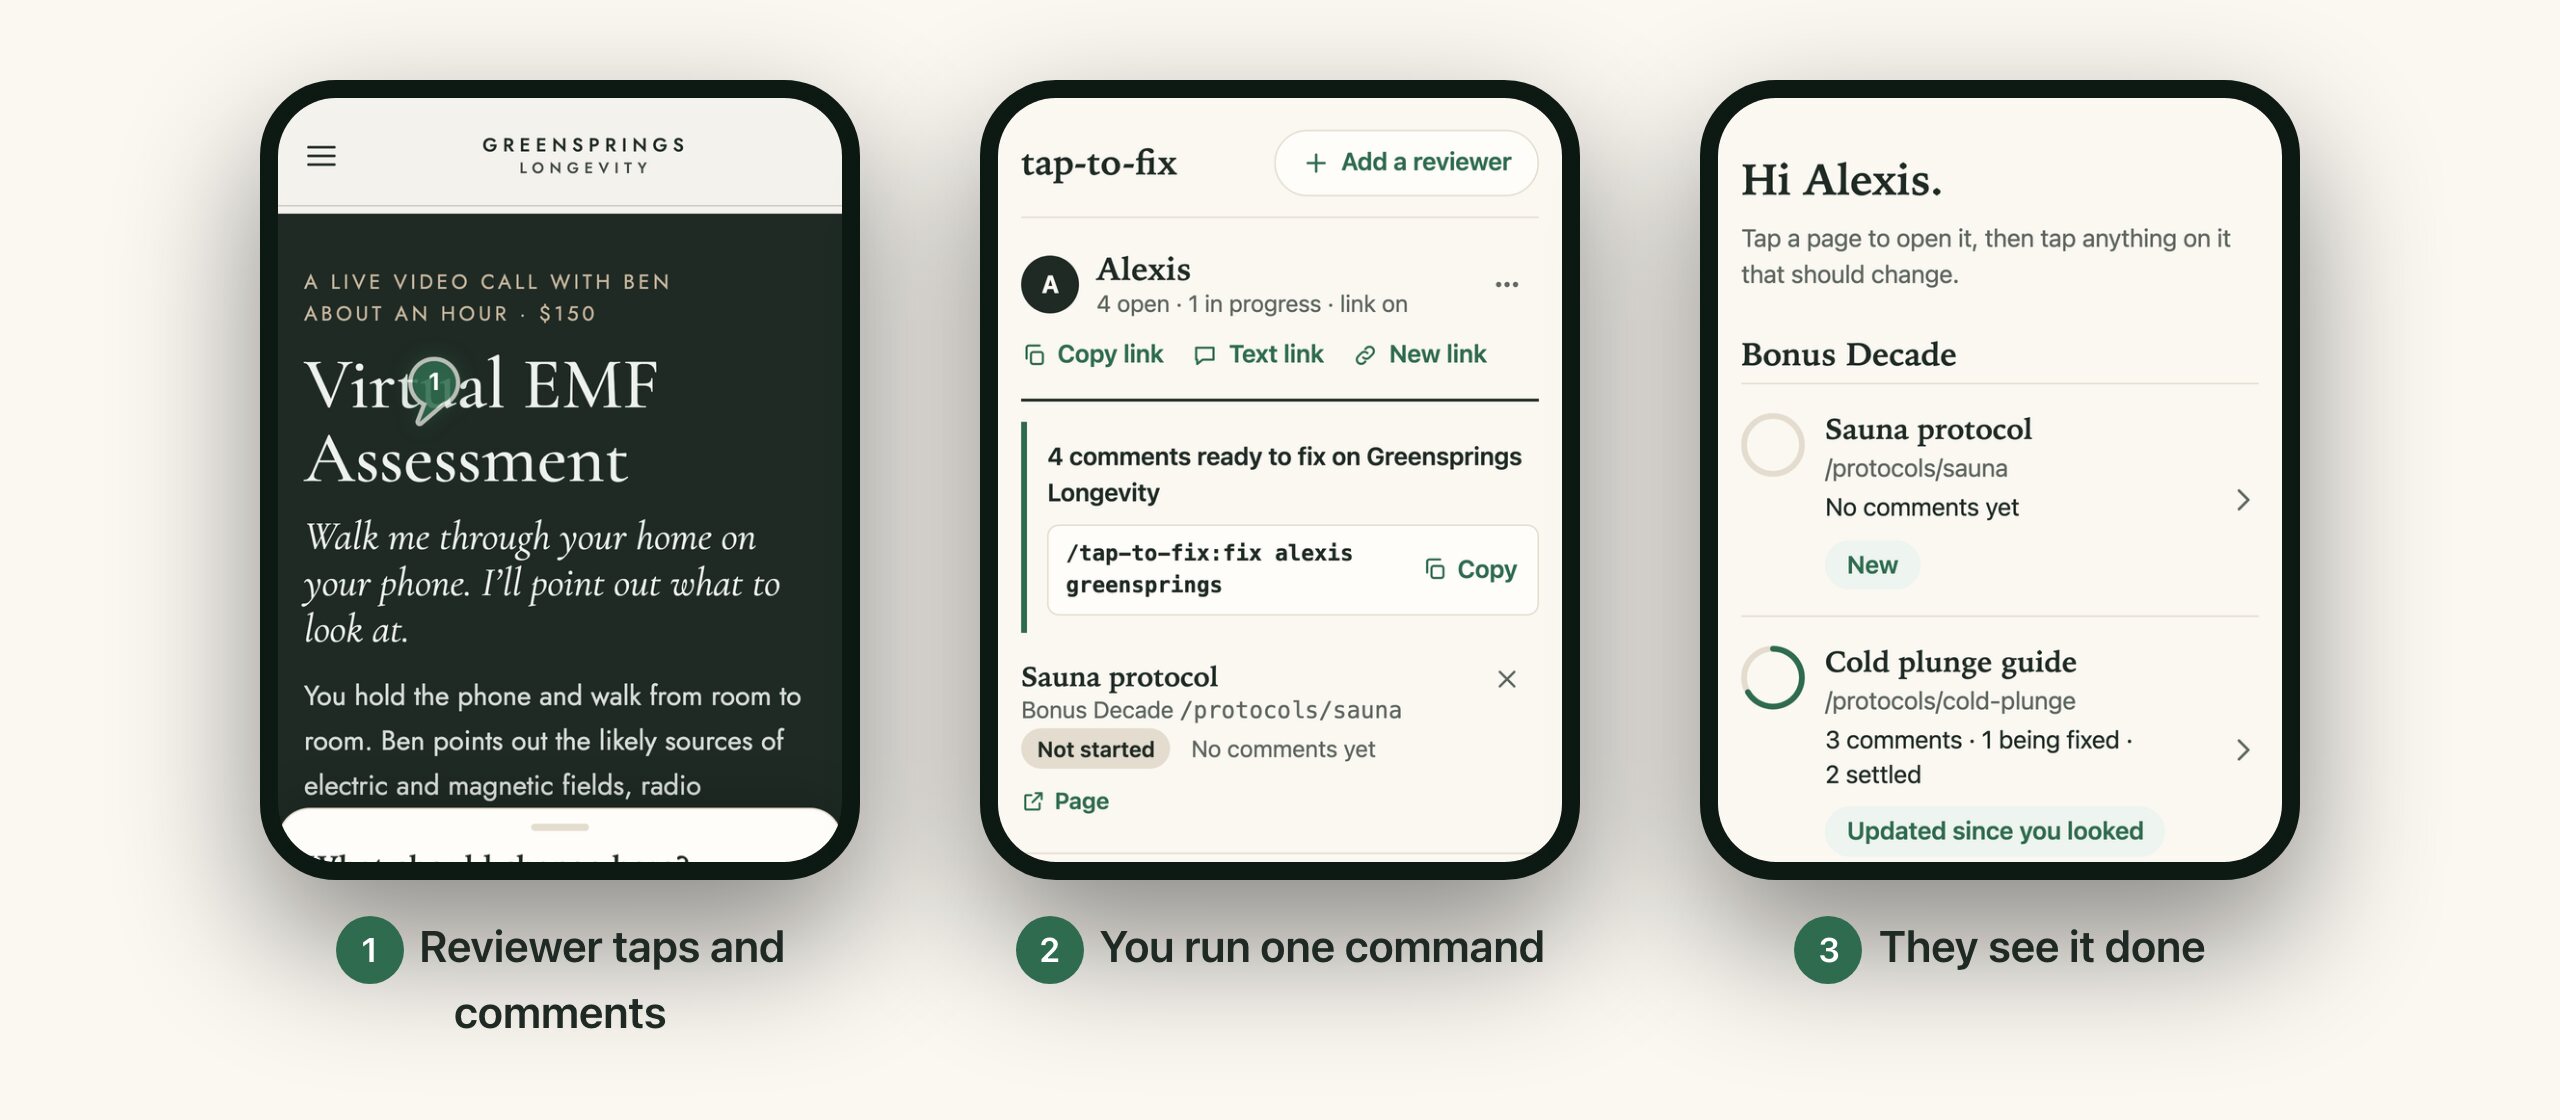 GREENSPRINGS
LONGEVITY
A LIVE VIDEO CALL WITH BEN
ABOUT AN HOUR · $150
1
Virtual EMF
Assessment
Walk me through your home on
your phone. I’ll point out what to
look at.
You hold the phone and walk from room to
room. Ben points out the likely sources of
electric and magnetic fields, radio
What should change here?
1 Reviewer taps and
comments
tap-to-fix
+ Add a reviewer
A
Alexis
4 open · 1 in progress · link on
Copy link
Text link
New link
4 comments ready to fix on Greensprings
Longevity
/tap-to-fix:fix alexis
greensprings
Copy
Sauna protocol
Bonus Decade /protocols/sauna
Not started
No comments yet
Page
2 You run one command
Hi Alexis.
Tap a page to open it, then tap anything on it
that should change.
Bonus Decade
Sauna protocol
/protocols/sauna
No comments yet
New
Cold plunge guide
/protocols/cold-plunge
3 comments · 1 being fixed ·
2 settled
Updated since you looked
3 They see it done